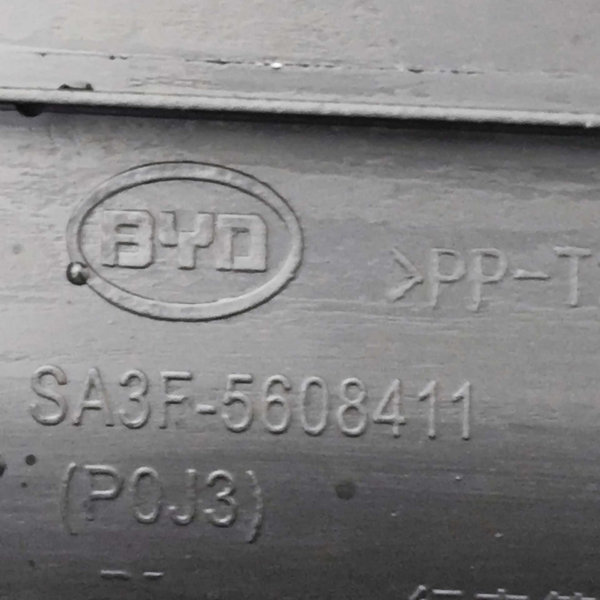 BYD
>PP-T
SA3F-5608411
(P0J3)